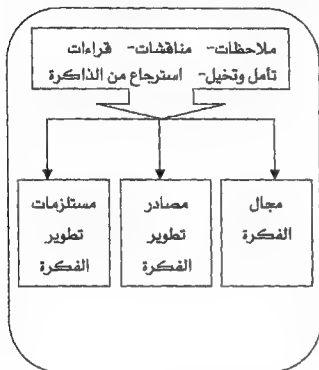 ملاحظات- مناقشات- قراءات
تأمل وتخيل- استرجاع من الذاكرة
مجال
الفكرة
مصادر
تطوير
الفكرة
مستلزمات
تطوير
الفكرة